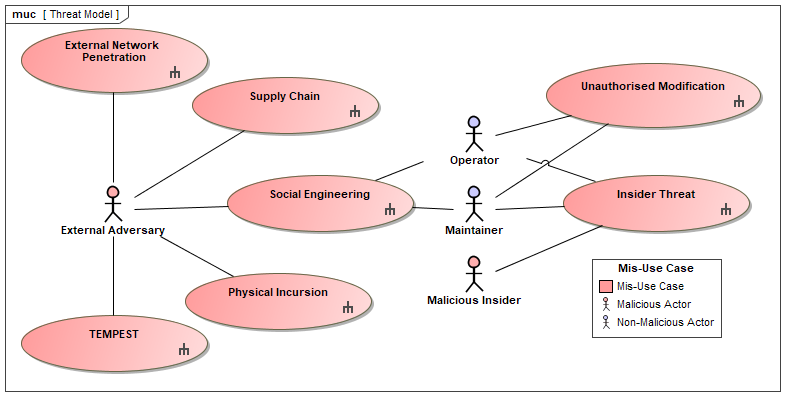 muc [ Threat Model ]
External Network
Penetration
Supply Chain
Unauthorised Modification
Operator
Social Engineering
Insider Threat
External Adversary
Maintainer
Malicious Insider
Physical Incursion
TEMPEST
Mis-Use Case
Mis-Use Case
Malicious Actor
Non-Malicious Actor